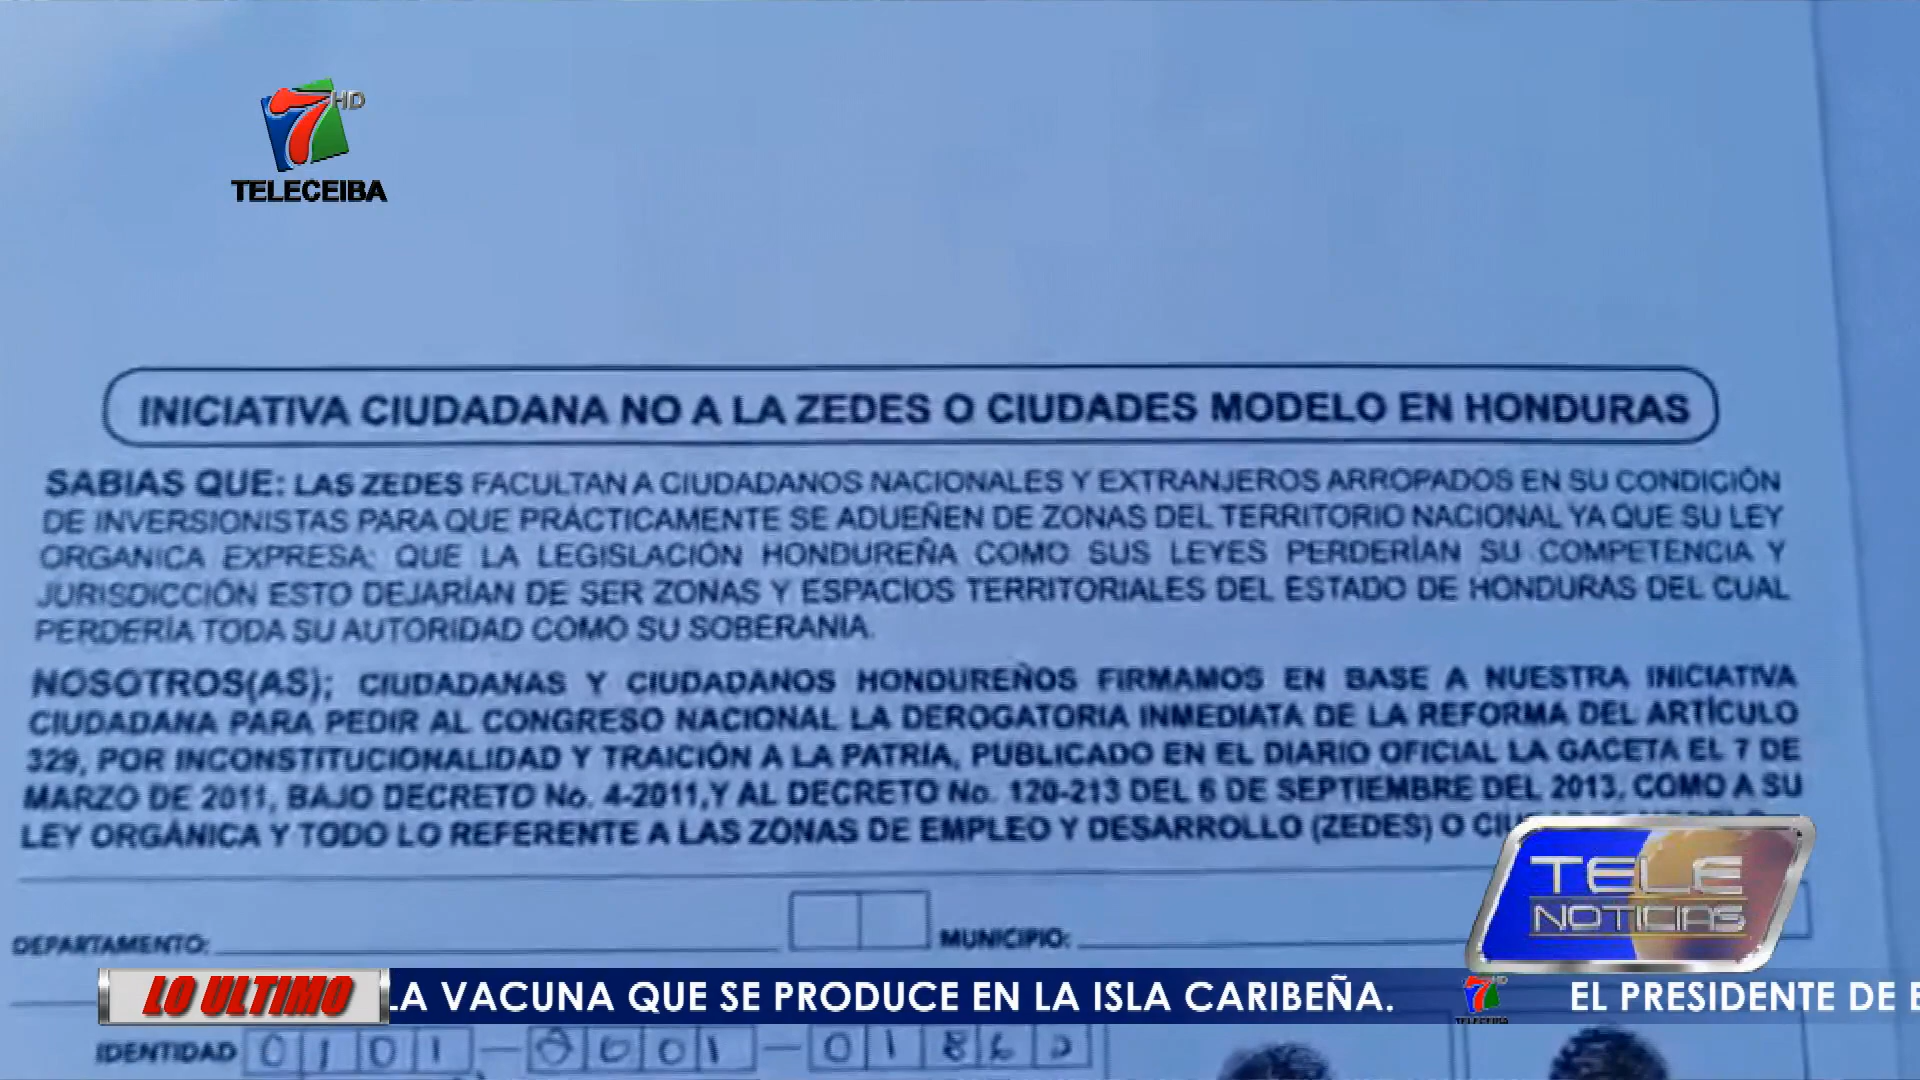 7 HD
TELECEIBA
INICIATIVA CIUDADANA NO A LA ZEDES O CIUDADES MODELO EN HONDURAS
SABIAS QUE: LAS ZEDES FACULTAN A CIUDADANOS NACIONALES Y EXTRANJEROS ARROPADOS EN SU CONDICIÓN
DE INVERSIONISTAS PARA QUE PRÁCTICAMENTE SE ADUEÑEN DE ZONAS DEL TERRITORIO NACIONAL YA QUE SU LEY
ORGANICA EXPRESA; QUE LA LEGISLACIÓN HONDUREÑA COMO SUS LEYES PERDERÍAN SU COMPETENCIA Y
JURISDICCIÓN ESTO DEJARÍAN DE SER ZONAS Y ESPACIOS TERRITORIALES DEL ESTADO DE HONDURAS DEL CUAL
PERDERÍA TODA SU AUTORIDAD COMO SU SOBERANIA.
NOSOTROS(AS); CIUDADANAS Y CIUDADANOS HONDUREÑOS FIRMAMOS EN BASE A NUESTRA INICIATIVA
CIUDADANA PARA PEDIR AL CONGRESO NACIONAL LA DEROGATORIA INMEDIATA DE LA REFORMA DEL ARTÍCULO
329, POR INCONSTITUCIONALIDAD Y TRAICIÓN A LA PATRIA, PUBLICADO EN EL DIARIO OFICIAL LA GACETA EL 7 DE
MARZO DE 2011, BAJO DECRETO No. 4-2011,Y AL DECRETO No. 120-213 DEL 6 DE SEPTIEMBRE DEL 2013, COMO A SU
LEY ORGÁNICA Y TODO LO REFERENTE A LAS ZONAS DE EMPLEO Y DESARROLLO (ZEDES) O
TELE
NOTICIAS
DEPARTAMENTO: MUNICIPIO:
LO ULTIMO LA VACUNA QUE SE PRODUCE EN LA ISLA CARIBEÑA. 7 HD TELECEIBA EL PRESIDENTE DE E
IDENTIDAD 0101